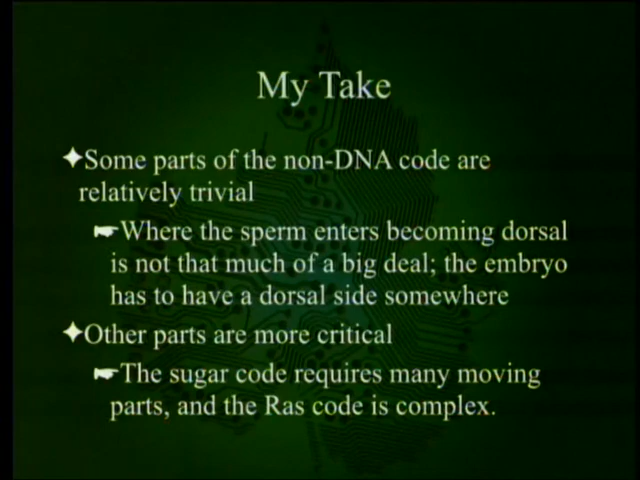 My Take
Some parts of the non-DNA code are
relatively trivial
Where the sperm enters becoming dorsal
is not that much of a big deal; the embryo
has to have a dorsal side somewhere
Other parts are more critical
The sugar code requires many moving
parts, and the Ras code is complex.